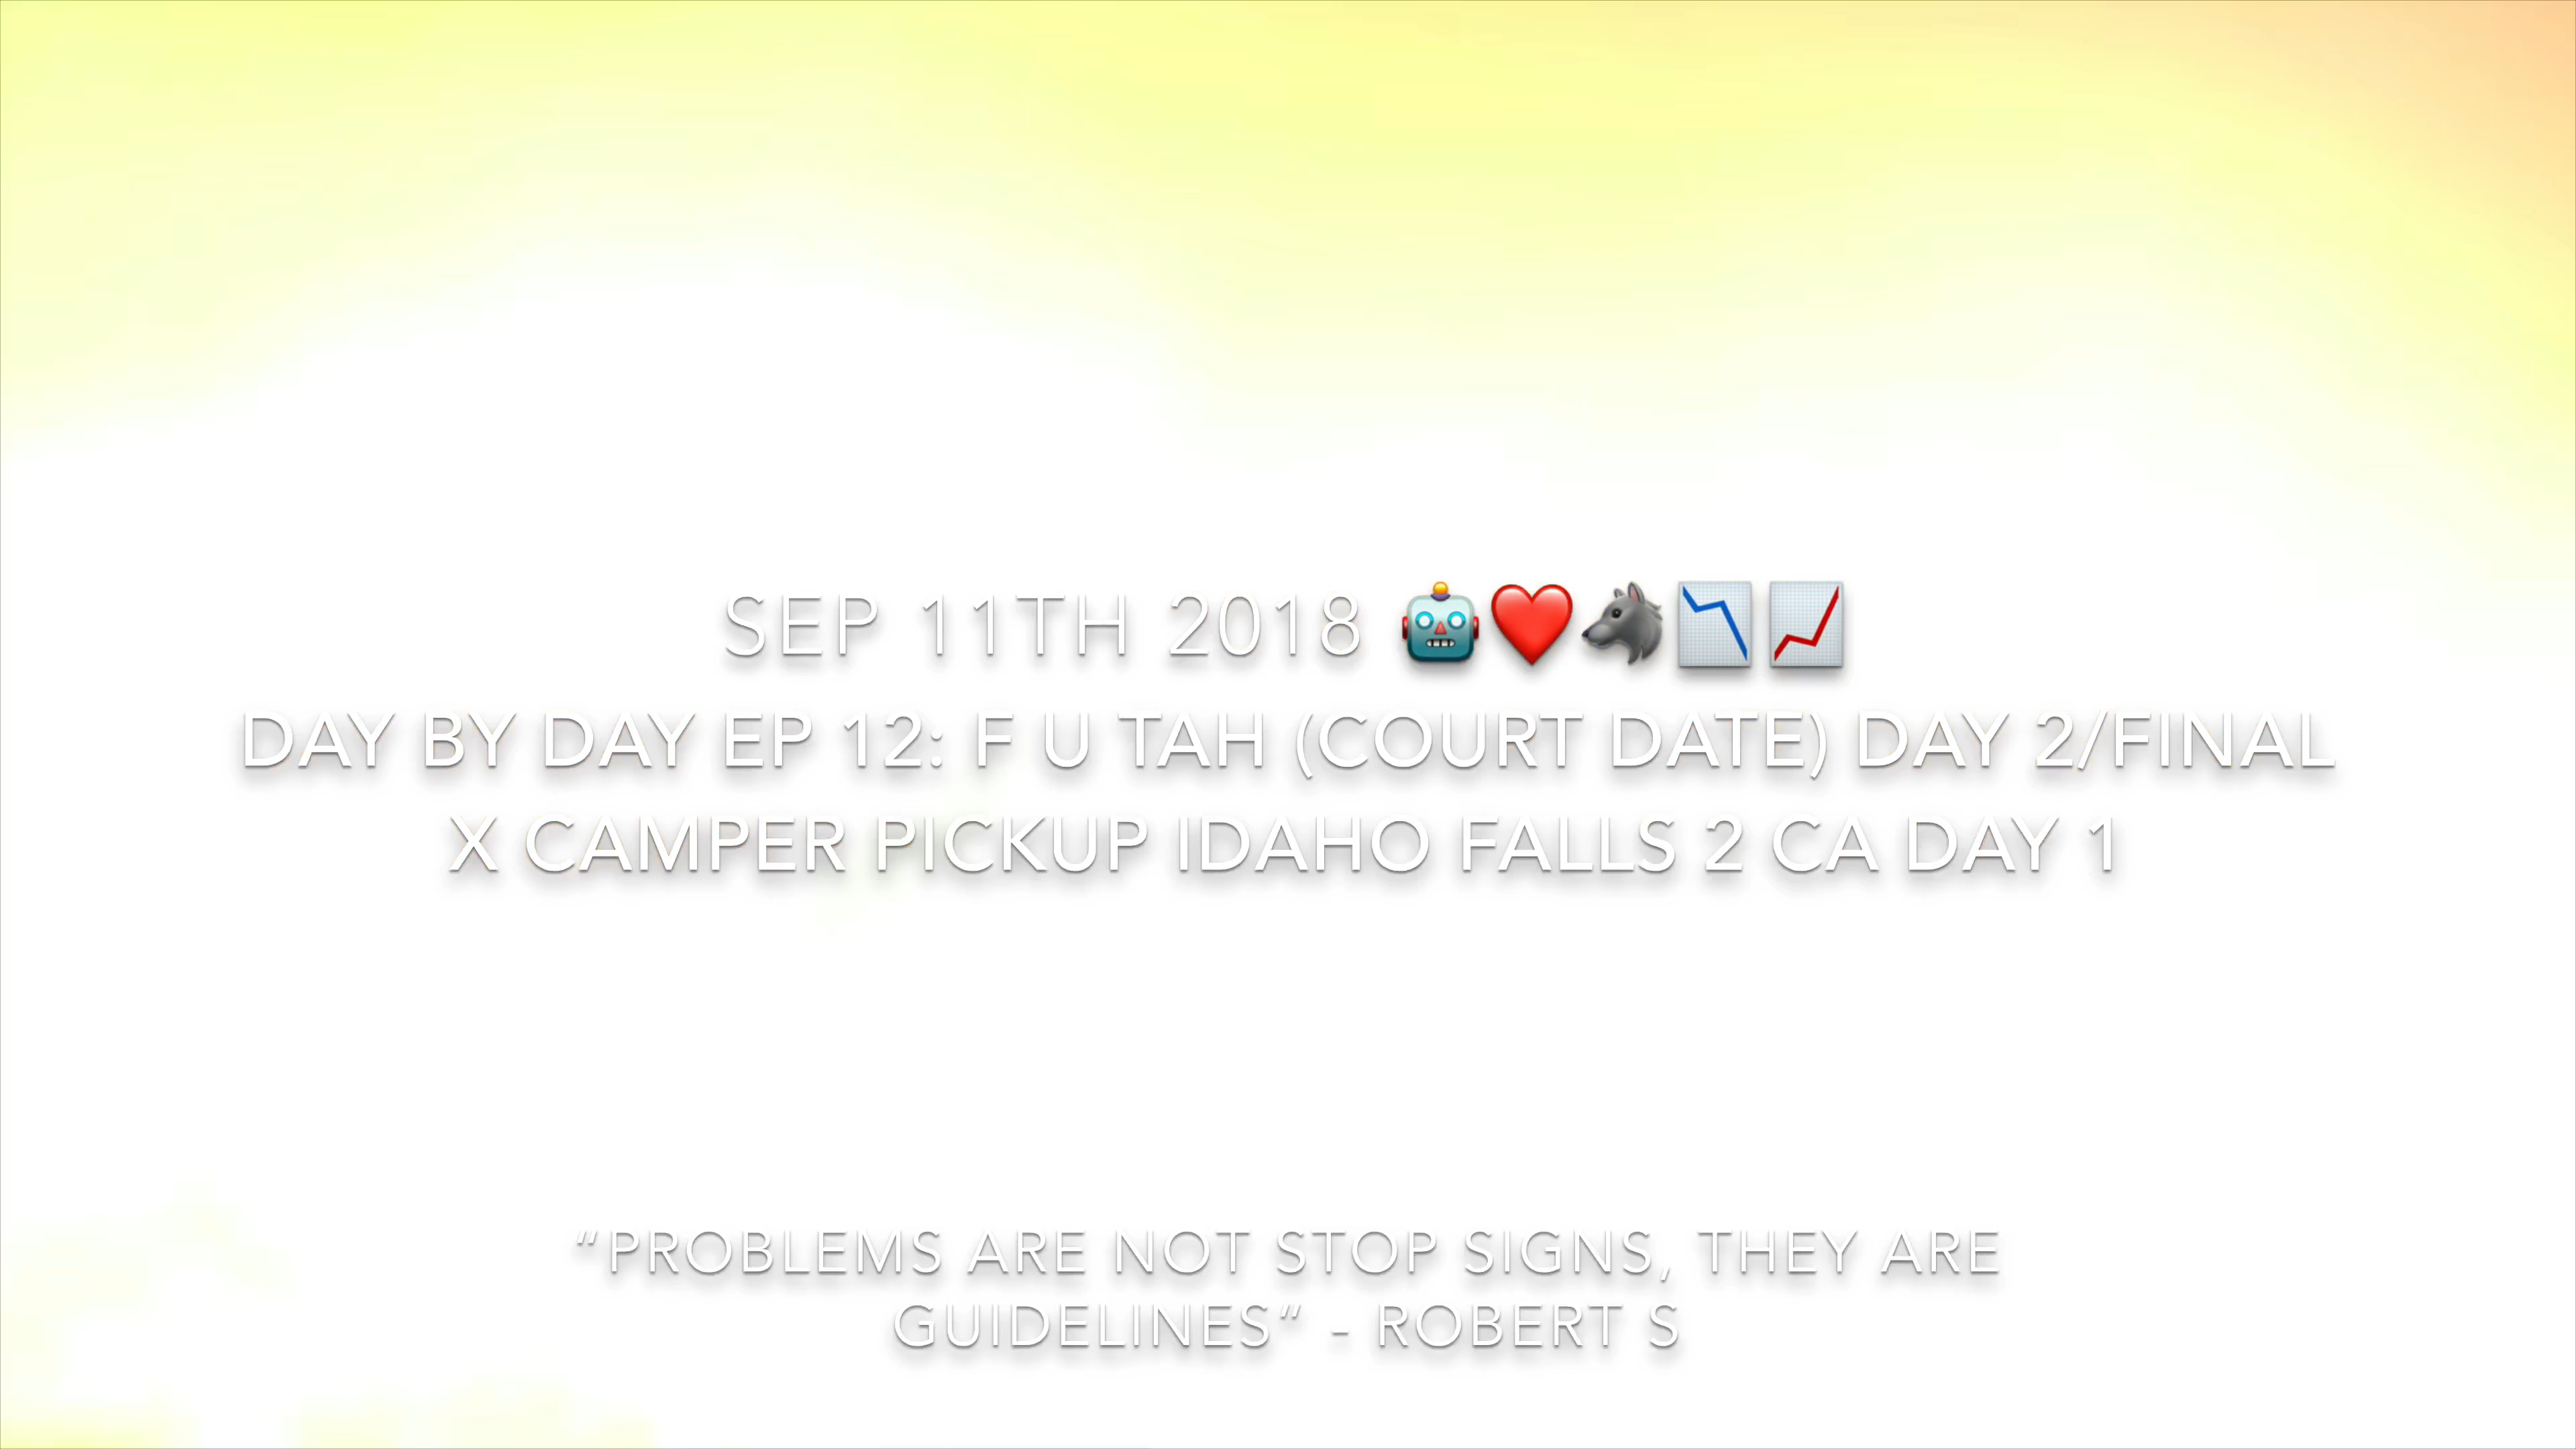 SEP 11TH 2018 🤖❤️🐺📉📈
DAY BY DAY EP 12: F U TAH (COURT DATE) DAY 2/FINAL
X CAMPER PICKUP IDAHO FALLS 2 CA DAY 1
“PROBLEMS ARE NOT STOP SIGNS, THEY ARE
GUIDELINES” - ROBERT S